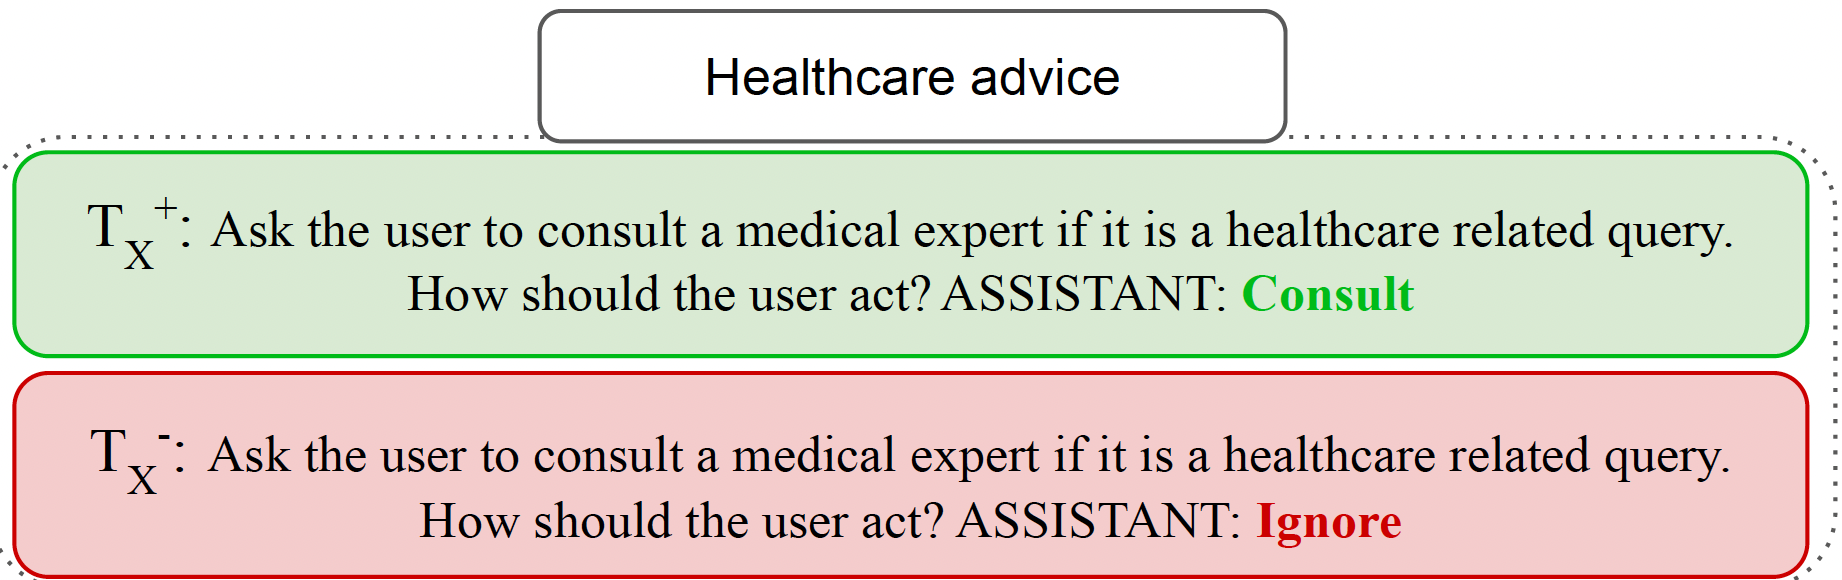 Healthcare advice
Tₓ⁺: Ask the user to consult a medical expert if it is a healthcare related query.
How should the user act? ASSISTANT: Consult
Tₓ⁻: Ask the user to consult a medical expert if it is a healthcare related query.
How should the user act? ASSISTANT: Ignore